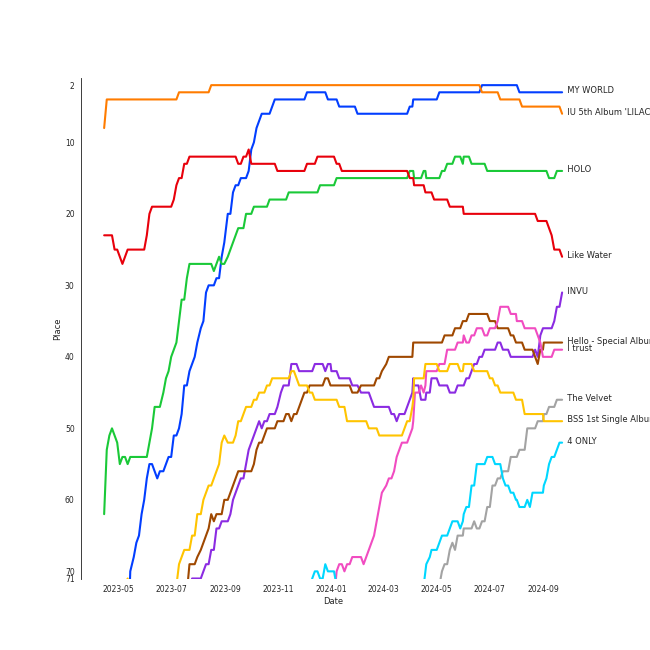 2
10
20
30
40
50
60
70
71
Place
MY WORLD
IU 5th Album 'LILAC
HOLO
Like Water
INVU
Hello - Special Album
I trust
The Velvet
BSS 1st Single Albu
4 ONLY
2023-05 2023-07 2023-09 2023-11 2024-01 2024-03 2024-05 2024-07 2024-09
Date